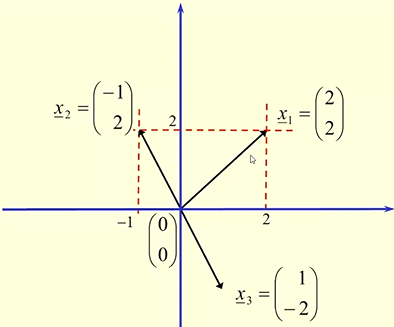 x₂ = (−1 2)
x₁ = (2 2)
2
−1
2
(0 0)
x₃ = (1 −2)